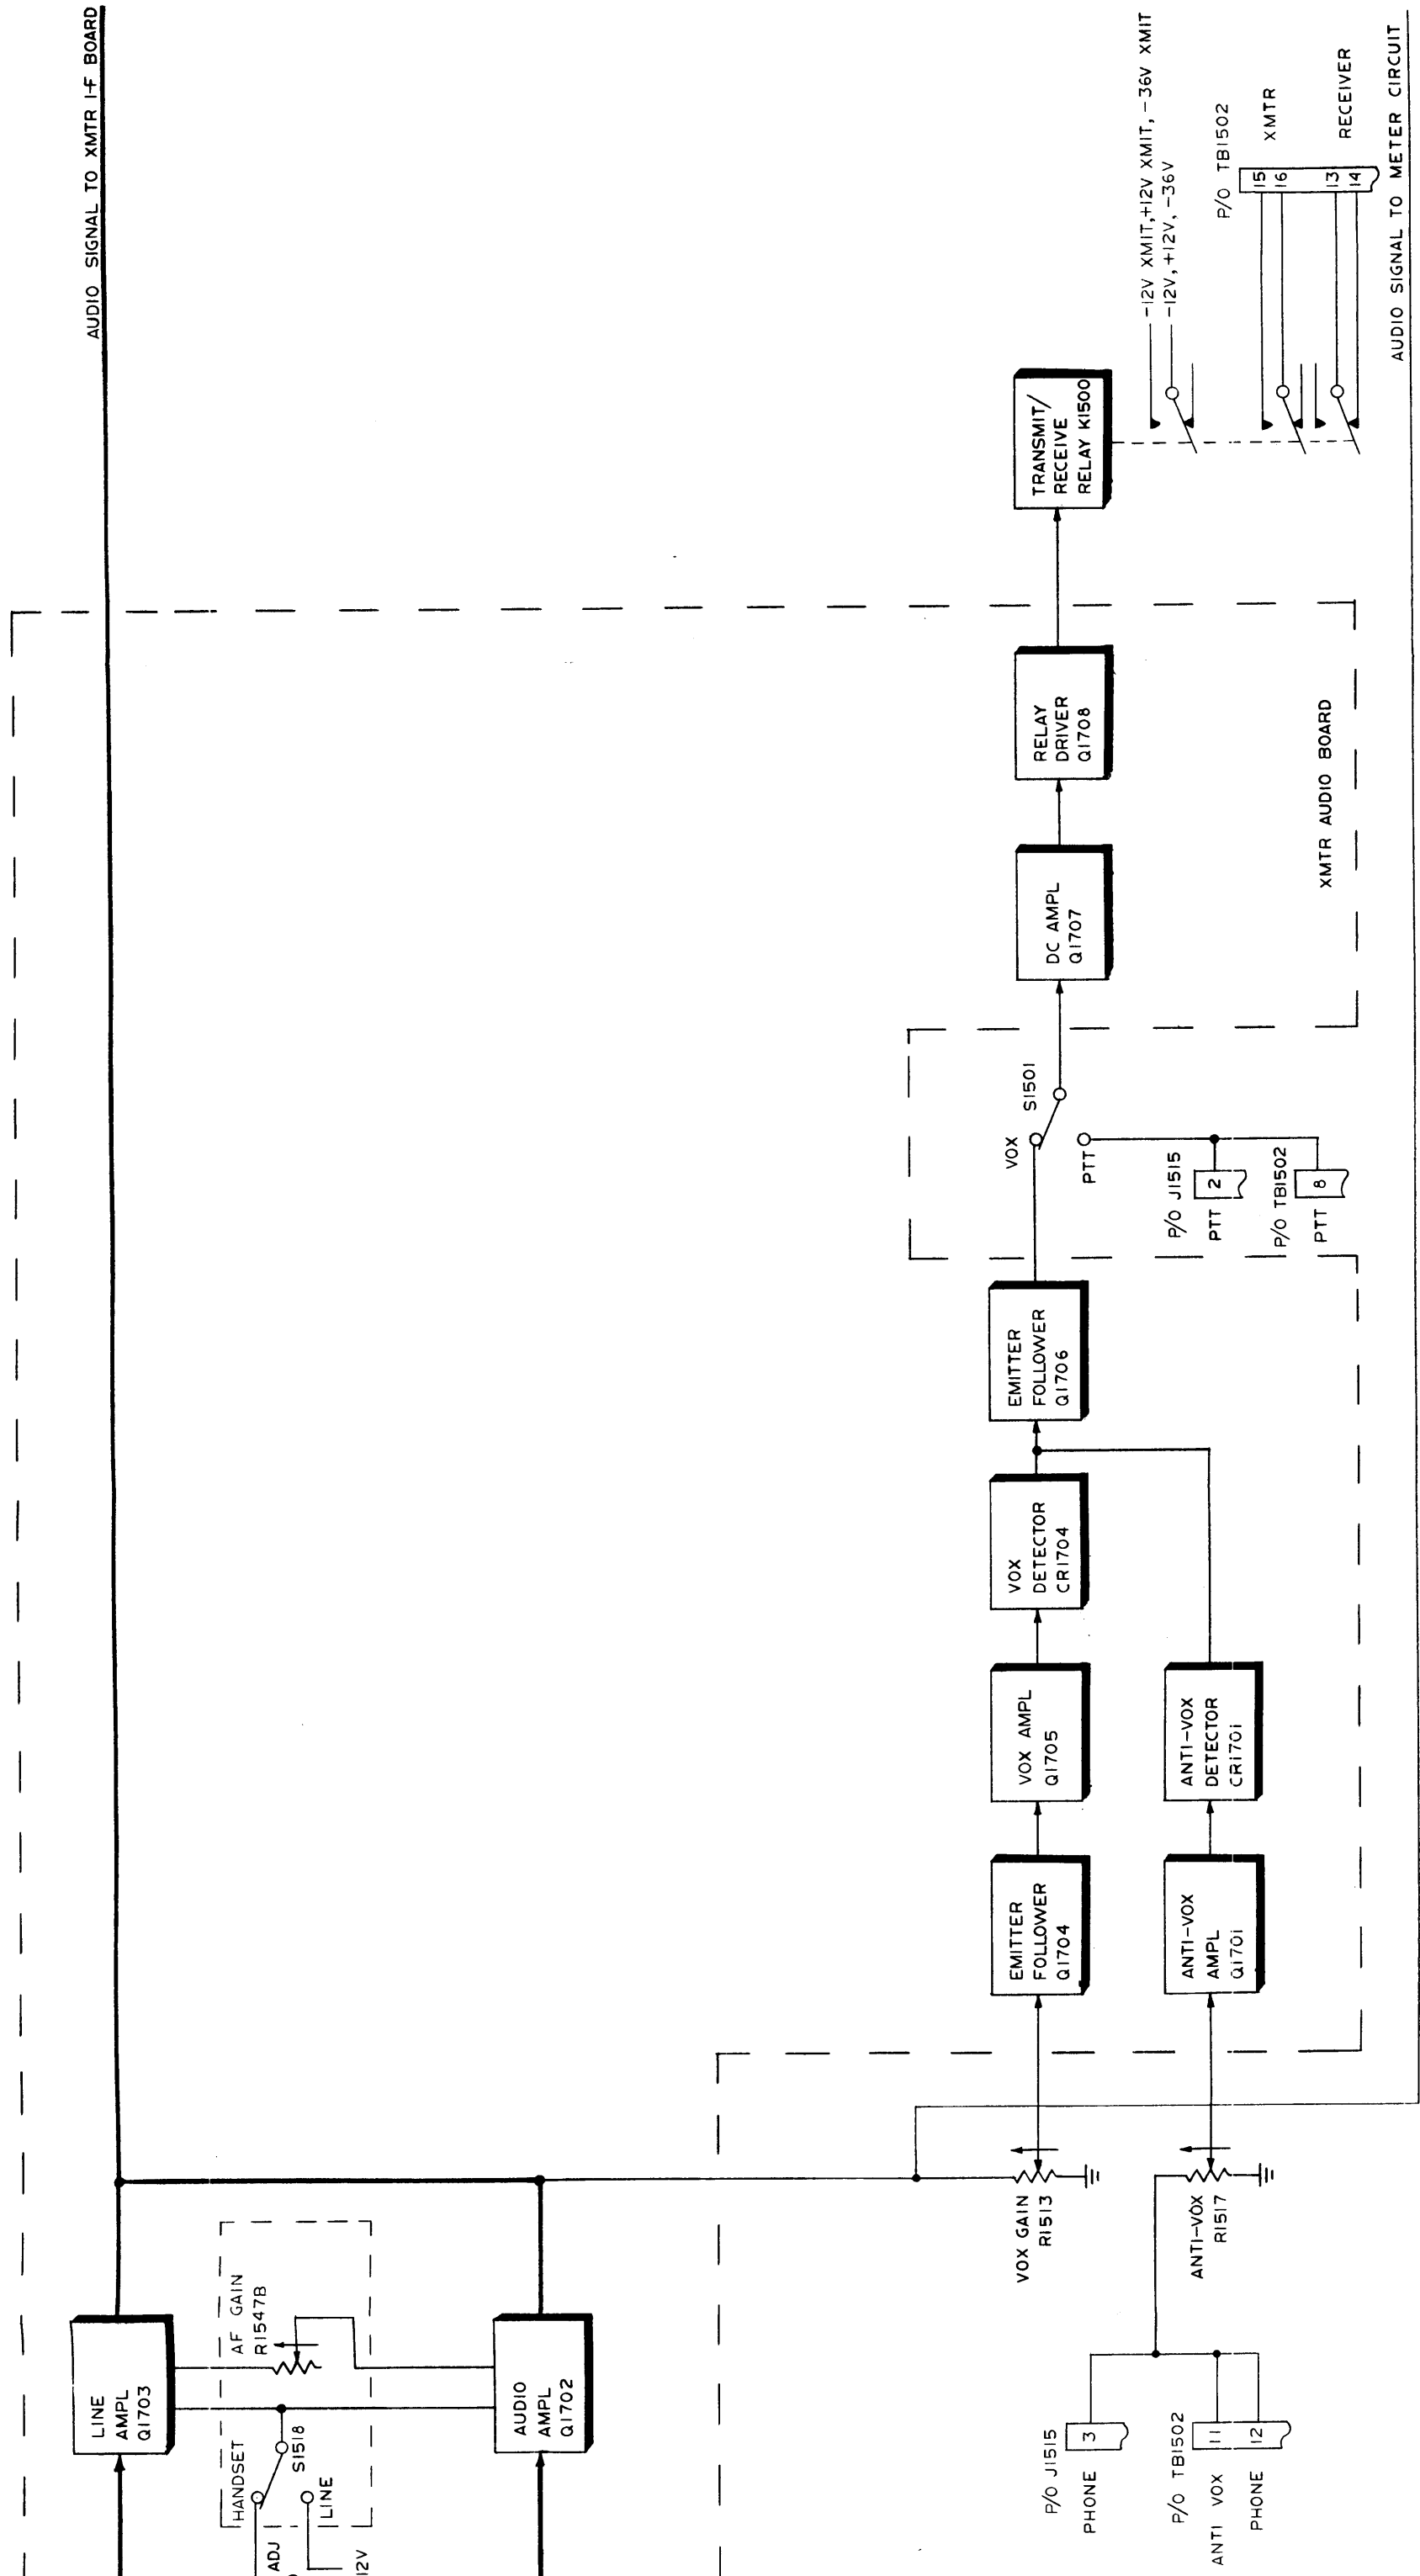 AUDIO SIGNAL TO XMTR I-F BOARD
LINE
AMPL
Q1703
AF GAIN
R1547B
HANDSET
S1518
LINE
ADJ
12V
AUDIO
AMPL
Q1702
VOX GAIN
R1513
EMITTER
FOLLOWER
Q1704
VOX AMPL
Q1705
VOX
DETECTOR
CR1704
EMITTER
FOLLOWER
Q1706
VOX
S1501
PTT
P/O J1515
2
PTT
P/O TB1502
8
PTT
DC AMPL
Q1707
RELAY
DRIVER
Q1708
TRANSMIT/
RECEIVE
RELAY K1500
-12V XMIT,+12V XMIT, -36V XMIT
-12V,+12V, -36V
P/O TB1502
15
16
XMTR
13
14
RECEIVER
P/O J1515
3
PHONE
P/O TB1502
11
ANTI VOX
12
PHONE
ANTI-VOX
R1517
ANTI-VOX
AMPL
Q1701
ANTI-VOX
DETECTOR
CR1701
XMTR AUDIO BOARD
AUDIO SIGNAL TO METER CIRCUIT